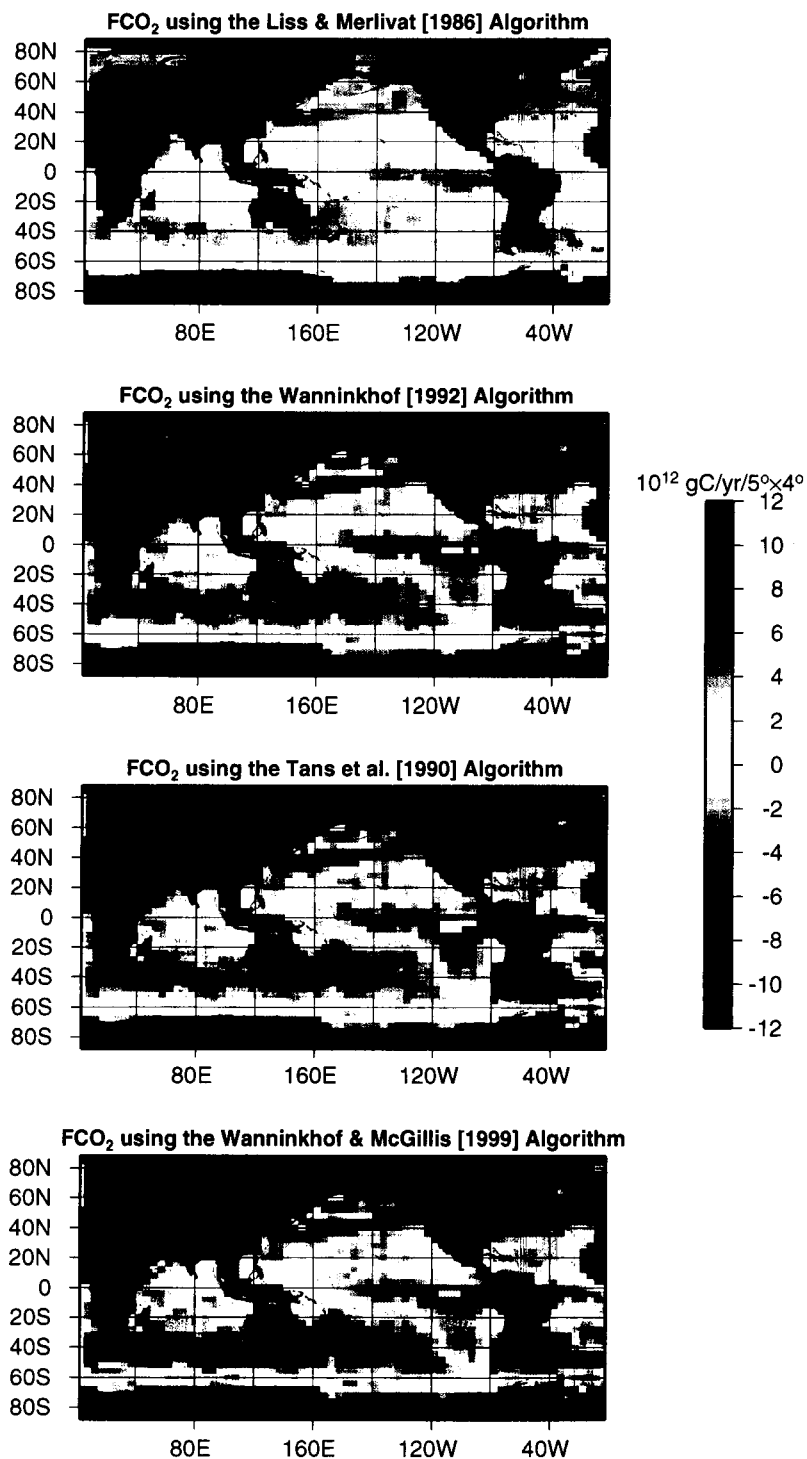 FCO₂ using the Liss & Merlivat [1986] Algorithm
80N
60N
40N
20N
0
20S
40S
60S
80S
80E 160E 120W 40W
FCO₂ using the Wanninkhof [1992] Algorithm
80N
60N
40N
20N
0
20S
40S
60S
80S
80E 160E 120W 40W
10¹² gC/yr/5º×4º
12
10
8
6
4
2
0
-2
-4
-6
-8
-10
-12
FCO₂ using the Tans et al. [1990] Algorithm
80N
60N
40N
20N
0
20S
40S
60S
80S
80E 160E 120W 40W
FCO₂ using the Wanninkhof & McGillis [1999] Algorithm
80N
60N
40N
20N
0
20S
40S
60S
80S
80E 160E 120W 40W